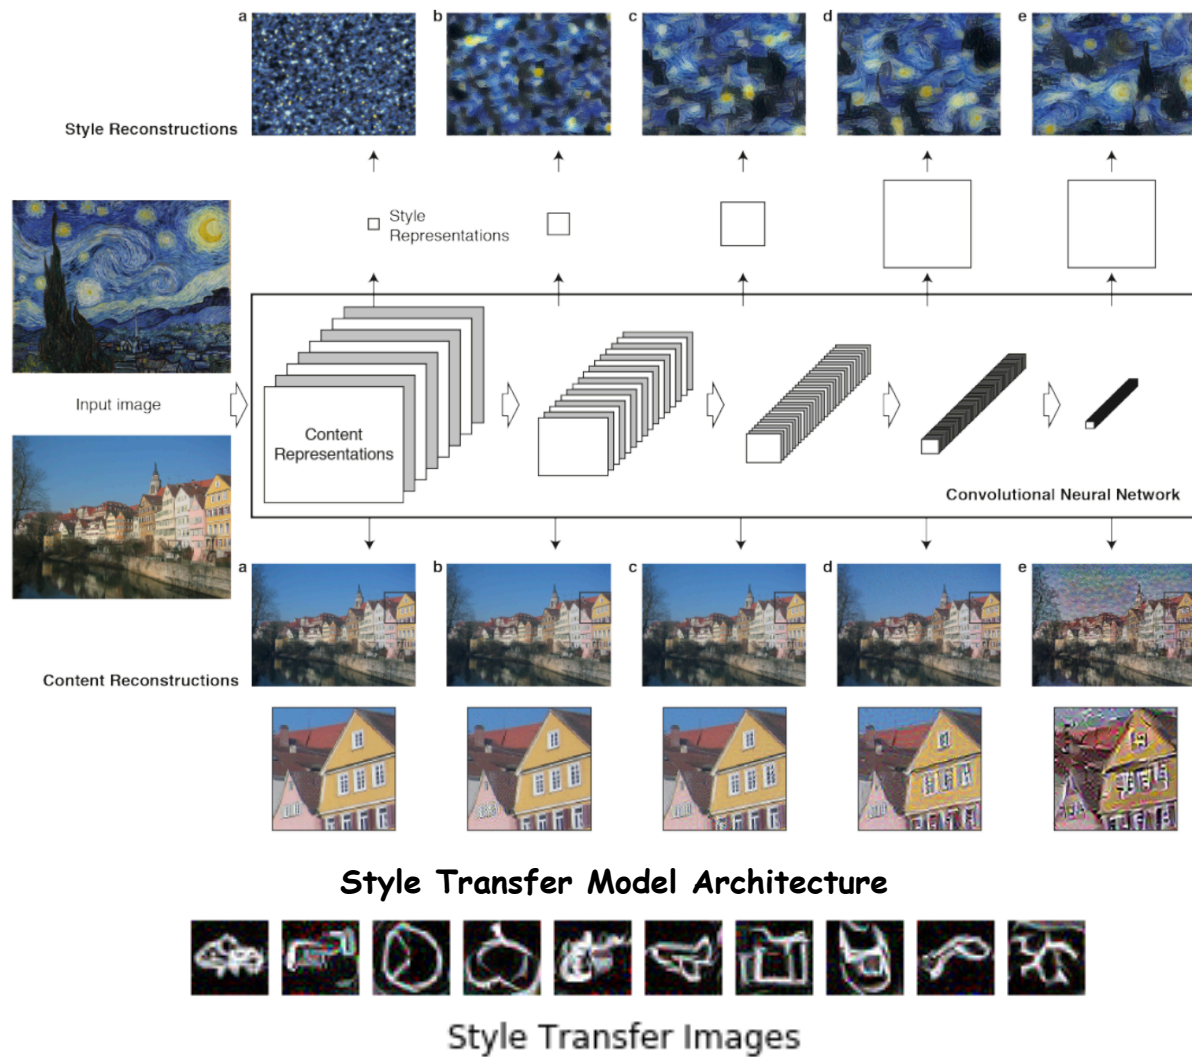 a b c d e
Style Reconstructions
Style
Representations
Input image
Content
Representations
Convolutional Neural Network
a b c d e
Content Reconstructions
Style Transfer Model Architecture
Style Transfer Images